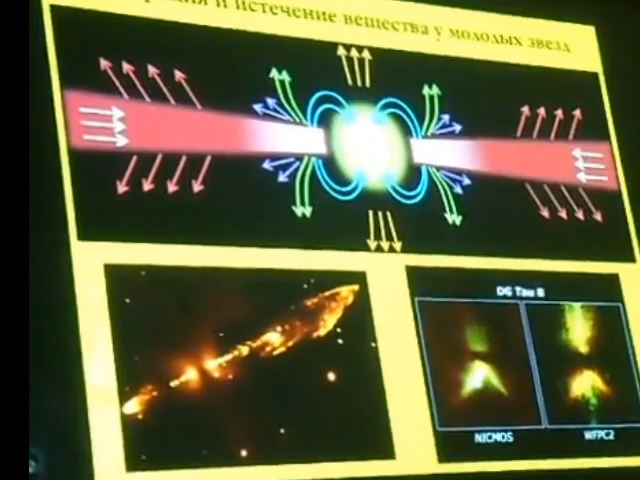 и истечение вещества у молодых звезд
DG Tau B
NICMOS
WFPC2